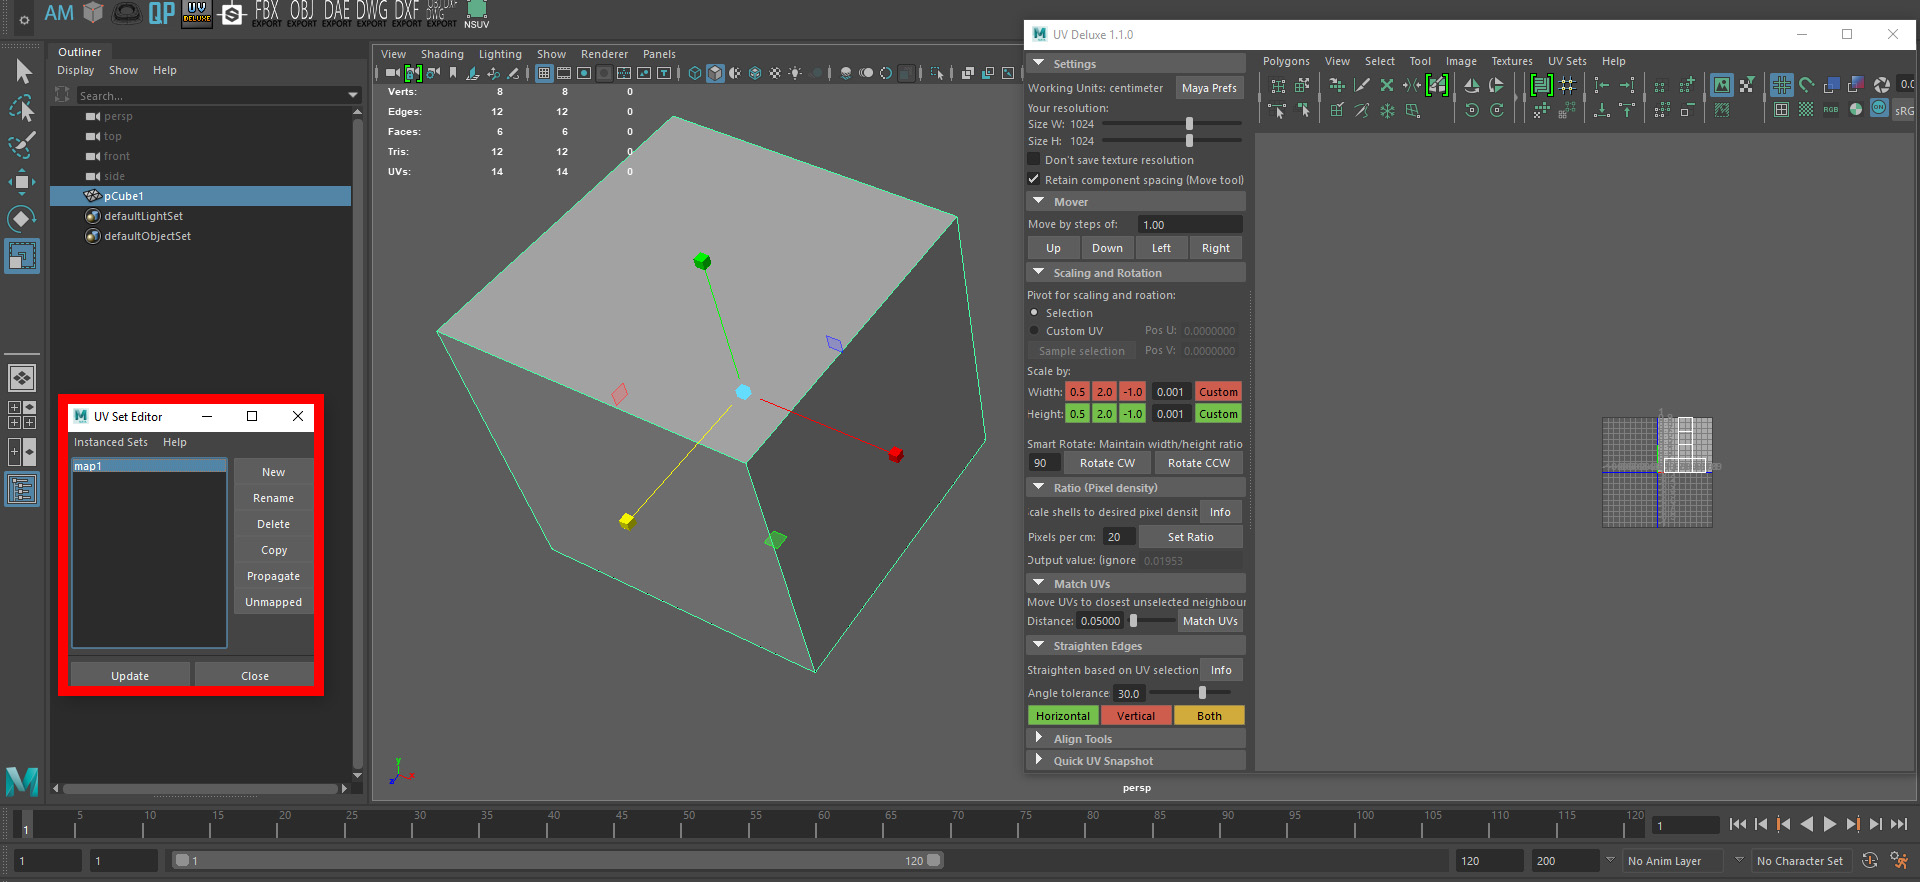 AM QP UV DELUXE S FBX EXPORT OBJ EXPORT DAE EXPORT DWG EXPORT DXF EXPORT OBJ DXF DWG EXPORT NSUV
M UV Deluxe 1.1.0
Outliner
Display Show Help
Search...
persp
top
front
side
pCube1
defaultLightSet
defaultObjectSet
M UV Set Editor
Instanced Sets Help
map1
New
Rename
Delete
Copy
Propagate
Unmapped
Update Close
View Shading Lighting Show Renderer Panels
Verts: 8 8 0
Edges: 12 12 0
Faces: 6 6 0
Tris: 12 12 0
UVs: 14 14 0
y
z
persp
Settings
Working Units: centimeter Maya Prefs
Your resolution:
Size W: 1024
Size H: 1024
Don't save texture resolution
Retain component spacing (Move tool)
Mover
Move by steps of: 1.00
Up Down Left Right
Scaling and Rotation
Pivot for scaling and roation:
Selection
Custom UV Pos U: 0.0000000
Sample selection Pos V: 0.0000000
Scale by:
Width: 0.5 2.0 -1.0 0.001 Custom
Height: 0.5 2.0 -1.0 0.001 Custom
Smart Rotate: Maintain width/height ratio
90 Rotate CW Rotate CCW
Ratio (Pixel density)
cale shells to desired pixel densit Info
Pixels per cm: 20 Set Ratio
Output value: (ignore 0.01953
Match UVs
Move UVs to closest unselected neighbour
Distance: 0.05000 Match UVs
Straighten Edges
Straighten based on UV selection Info
Angle tolerance 30.0
Horizontal Vertical Both
Align Tools
Quick UV Snapshot
Polygons View Select Tool Image Textures UV Sets Help
0.0
RGB ON sRG
M
1 5 10 15 20 25 30 35 40 45 50 55 60 65 70 75 80 85 90 95 100 105 110 115 120 1
1 1 1 120 120 200 No Anim Layer No Character Set